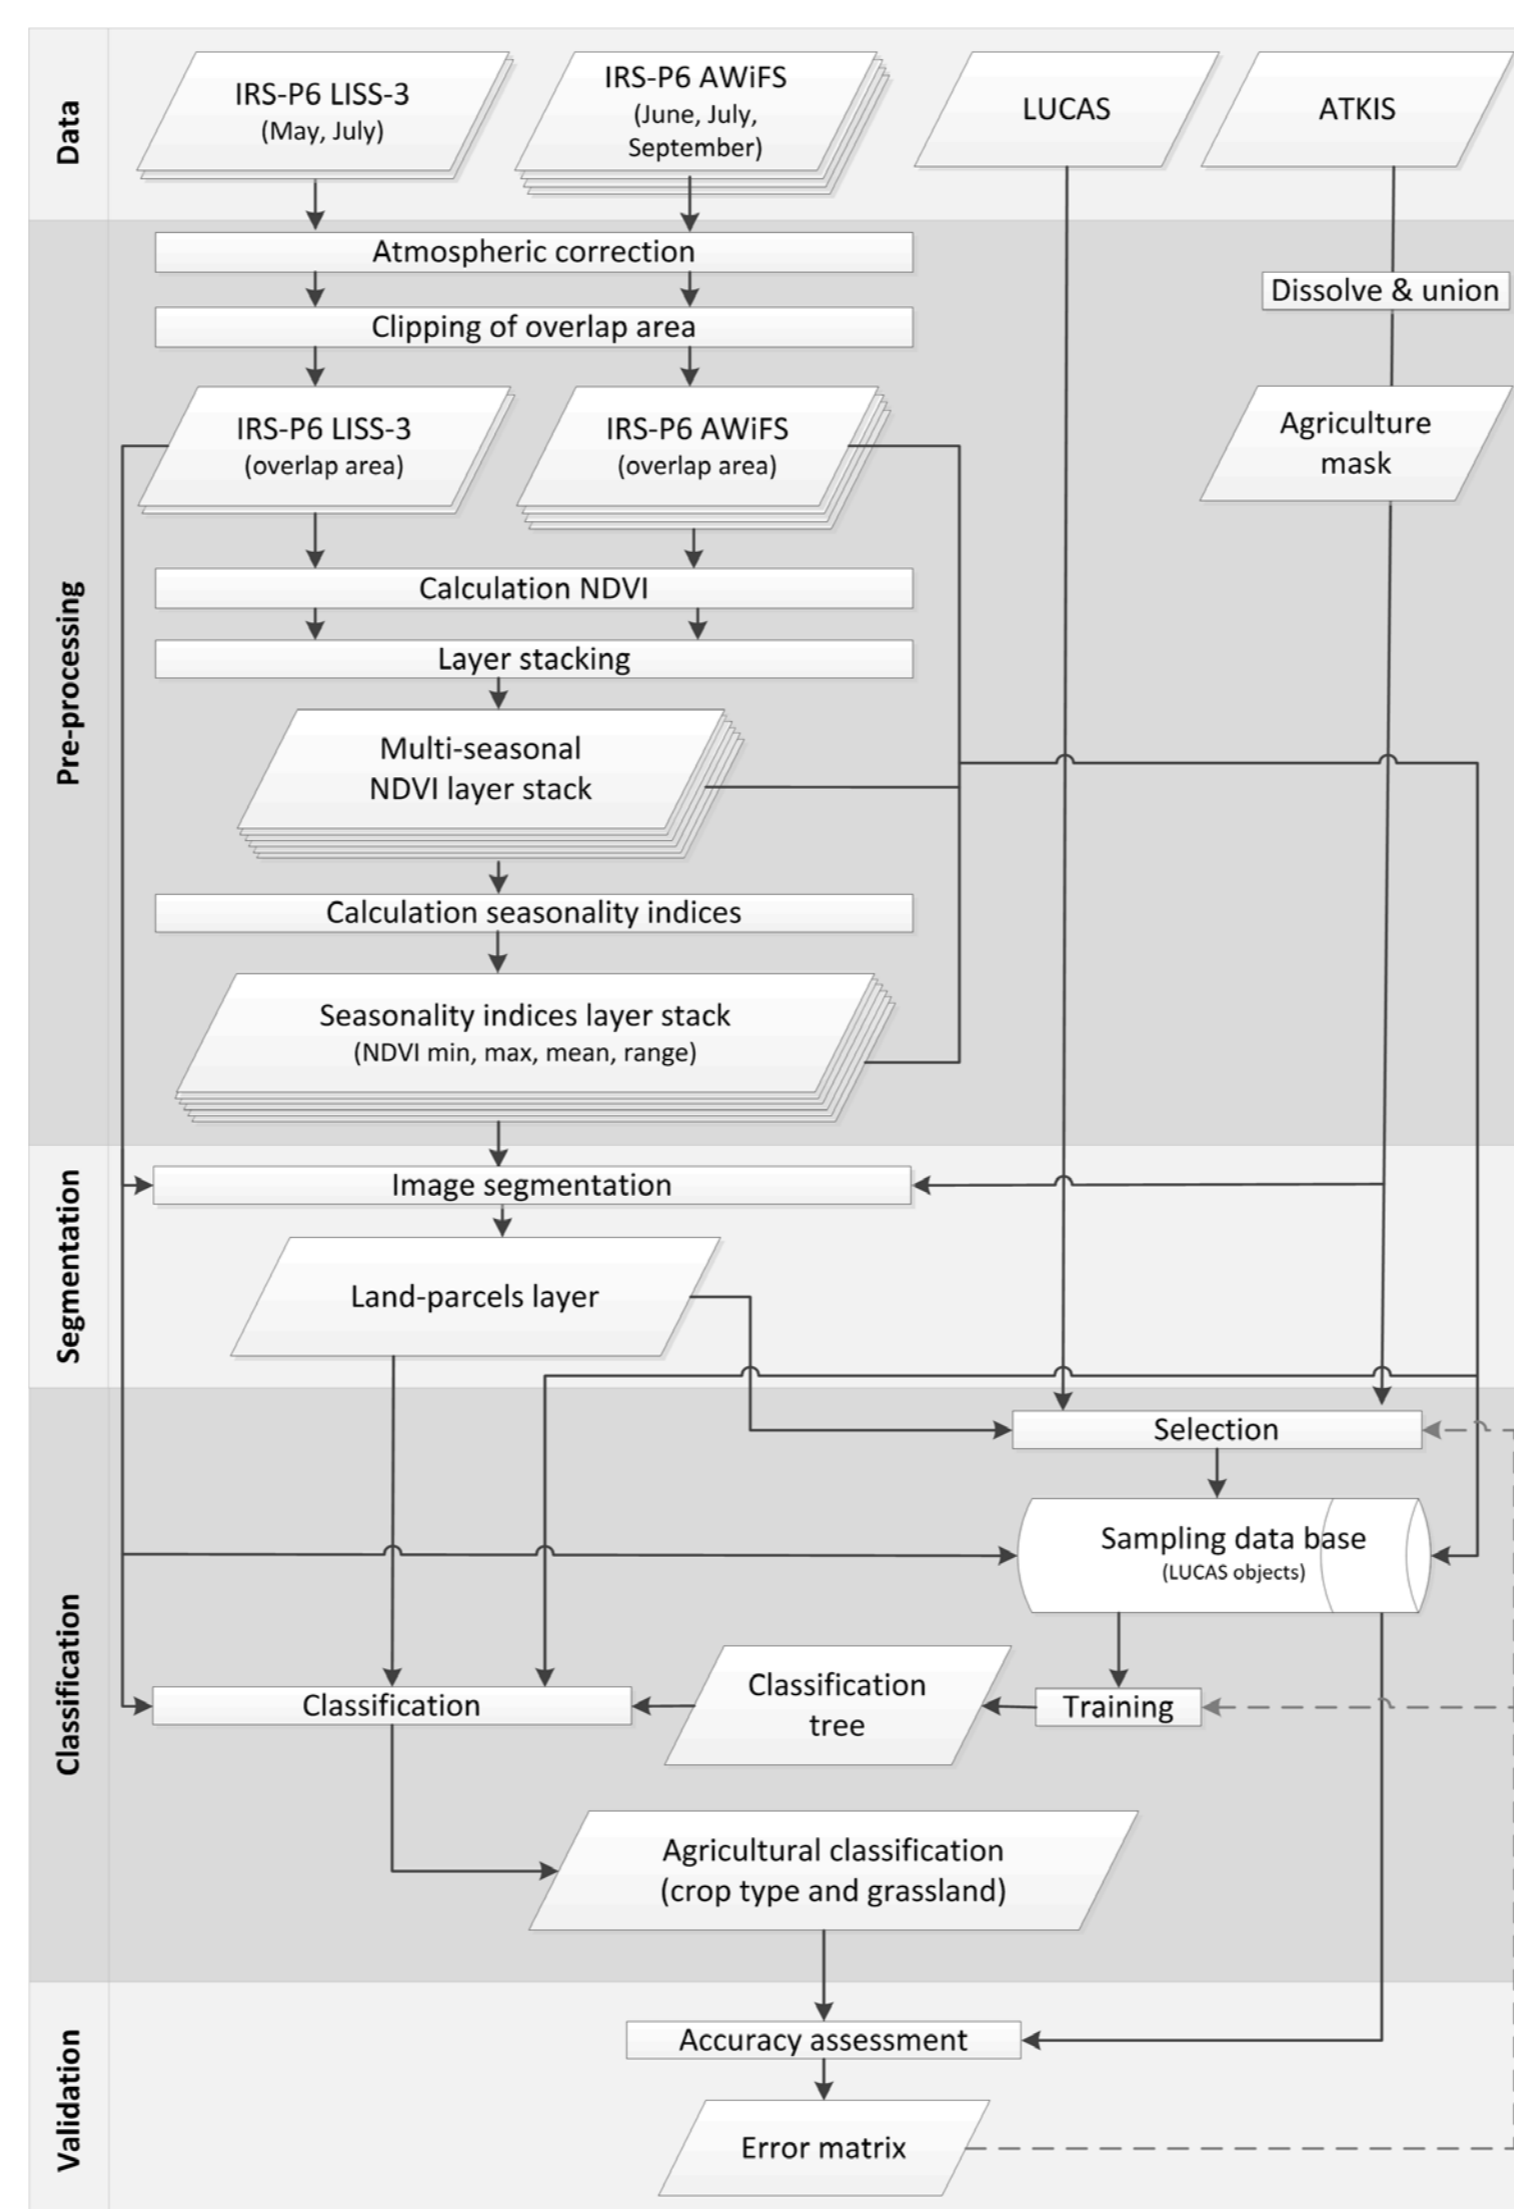 Data
IRS-P6 LISS-3
(May, July)
IRS-P6 AWiFS
(June, July,
September)
LUCAS
ATKIS
Pre-processing
Atmospheric correction
Dissolve & union
Clipping of overlap area
IRS-P6 LISS-3
(overlap area)
IRS-P6 AWiFS
(overlap area)
Agriculture
mask
Calculation NDVI
Layer stacking
Multi-seasonal
NDVI layer stack
Calculation seasonality indices
Seasonality indices layer stack
(NDVI min, max, mean, range)
Segmentation
Image segmentation
Land-parcels layer
Classification
Selection
Sampling data base
(LUCAS objects)
Classification
Classification
tree
Training
Agricultural classification
(crop type and grassland)
Validation
Accuracy assessment
Error matrix